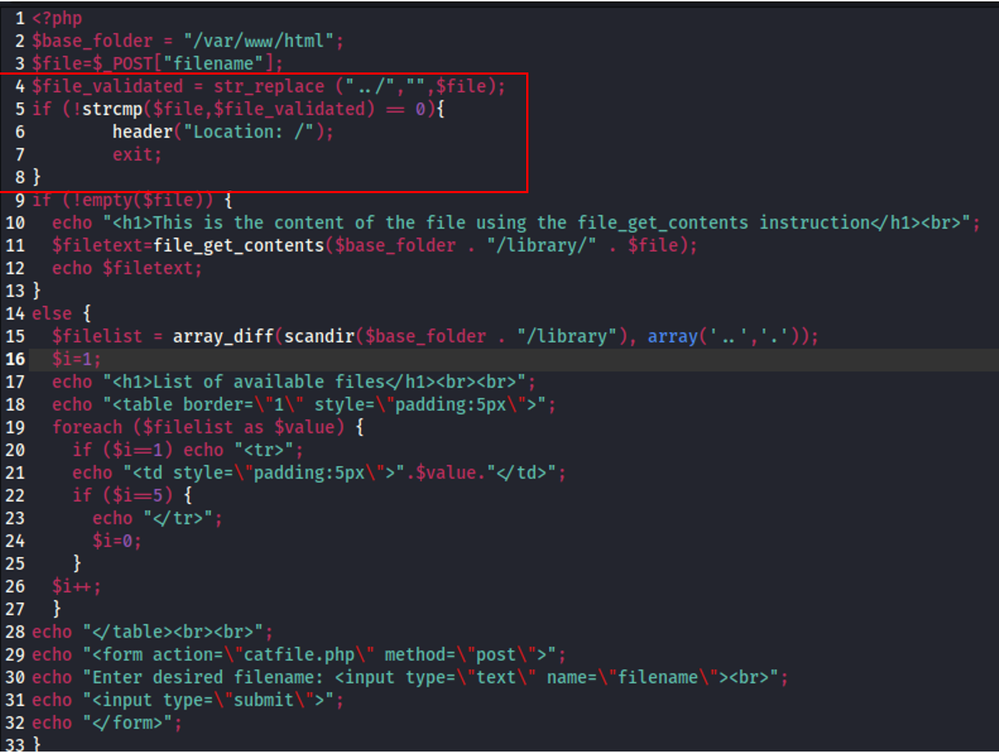 1 <?php
2 $base_folder = "/var/www/html";
3 $file=$_POST["filename"];
4 $file_validated = str_replace ("../","",$file);
5 if (!strcmp($file,$file_validated) == 0){
6         header("Location: /");
7         exit;
8 }
9 if (!empty($file)) {
10   echo "<h1>This is the content of the file using the file_get_contents instruction</h1><br>";
11   $filetext=file_get_contents($base_folder . "/library/" . $file);
12   echo $filetext;
13 }
14 else {
15   $filelist = array_diff(scandir($base_folder . "/library"), array('..','.'));
16   $i=1;
17   echo "<h1>List of available files</h1><br><br>";
18   echo "<table border=\"1\" style=\"padding:5px\">";
19   foreach ($filelist as $value) {
20     if ($i==1) echo "<tr>";
21     echo "<td style=\"padding:5px\">".$value."</td>";
22     if ($i==5) {
23       echo "</tr>";
24       $i=0;
25     }
26   $i++;
27   }
28 echo "</table><br><br>";
29 echo "<form action=\"catfile.php\" method=\"post\">";
30 echo "Enter desired filename: <input type=\"text\" name=\"filename\"><br>";
31 echo "<input type=\"submit\">";
32 echo "</form>";
33 }